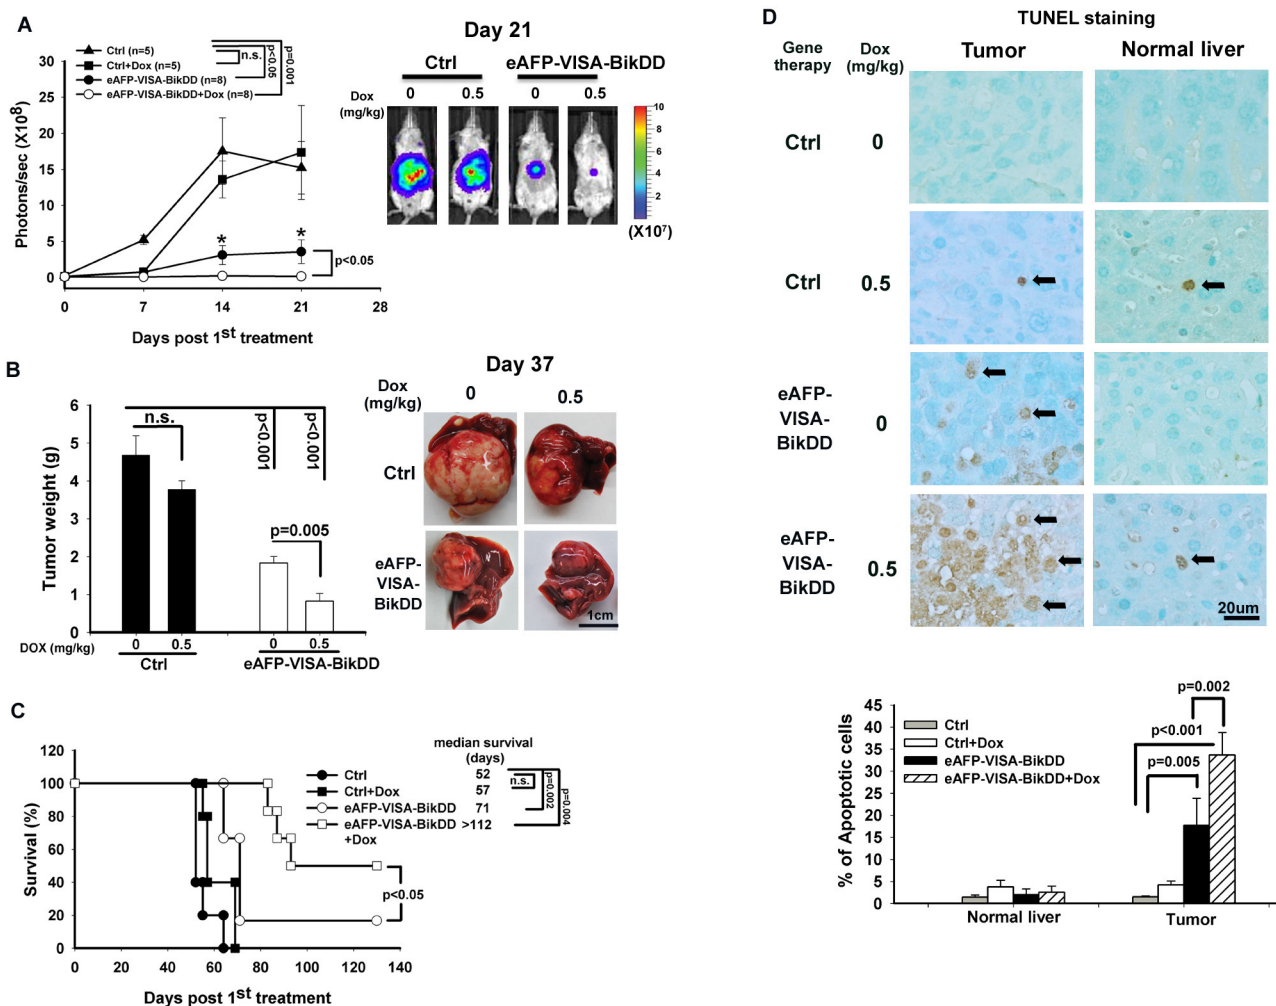 A
Ctrl (n=5)
Ctrl+Dox (n=5)
eAFP-VISA-BikDD (n=8)
eAFP-VISA-BikDD+Dox (n=8)
n.s.
p<0.05
p=0.001
Photons/sec (X10⁸)
30
25
20
15
10
5
0
* *
p<0.05
0 7 14 21 28
Days post 1st treatment
Day 21
Ctrl eAFP-VISA-BikDD
Dox (mg/kg)
0 0.5 0 0.5
10
8
6
4
2
(X10⁷)
B
Tumor weight (g)
6
5
4
3
2
1
0
n.s.
p<0.001
p<0.001
p=0.005
DOX (mg/kg) 0 0.5 0 0.5
Ctrl eAFP-VISA-BikDD
Day 37
Dox (mg/kg)
0 0.5
Ctrl
eAFP-
VISA-
BikDD
1cm
C
Survival (%)
120
100
80
60
40
20
0
0 20 40 60 80 100 120 140
Days post 1st treatment
median survival
(days)
Ctrl 52
Ctrl+Dox 57
eAFP-VISA-BikDD 71
eAFP-VISA-BikDD >112
+Dox
n.s.
p=0.002
p=0.004
p<0.05
D
TUNEL staining
Gene therapy
Dox (mg/kg)
Tumor Normal liver
Ctrl 0
Ctrl 0.5
eAFP-
VISA- 0
BikDD
eAFP-
VISA- 0.5
BikDD
20um
% of Apoptotic cells
45
40
35
30
25
20
15
10
5
0
Ctrl
Ctrl+Dox
eAFP-VISA-BikDD
eAFP-VISA-BikDD+Dox
p=0.002
p<0.001
p=0.005
Normal liver Tumor